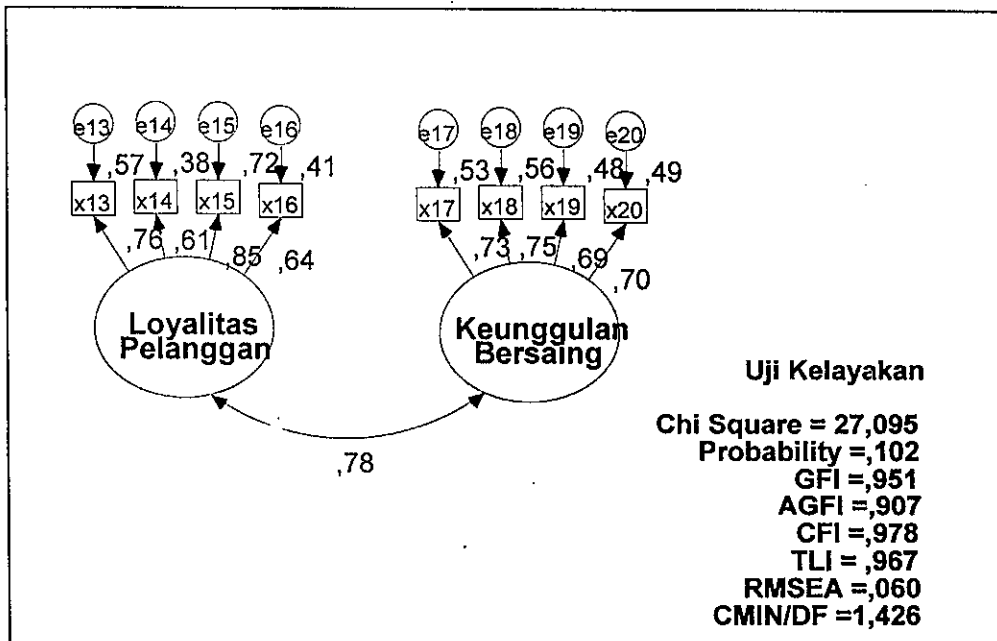 e13 e14 e15 e16
e17 e18 e19 e20
,57 ,38 ,72 ,41
,53 ,56 ,48 ,49
x13 x14 x15 x16
x17 x18 x19 x20
,76 ,61 ,85 ,64
,73 ,75 ,69 ,70
Loyalitas
Pelanggan
Keunggulan
Bersaing
,78
Uji Kelayakan
Chi Square = 27,095
Probability =,102
GFI =,951
AGFI =,907
CFI =,978
TLI = ,967
RMSEA =,060
CMIN/DF =1,426